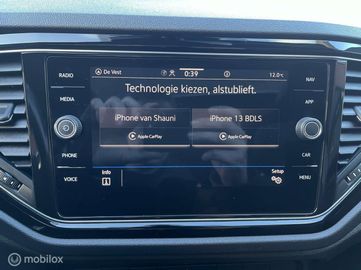 De Vest
0:39
12.0°C
RADIO
MEDIA
PHONE
VOICE
Technologie kiezen, alstublieft.
iPhone van Shauni
Apple CarPlay
iPhone 13 BDLS
Apple CarPlay
Info
Setup
NAV
APP
CAR
MENU
mobilox